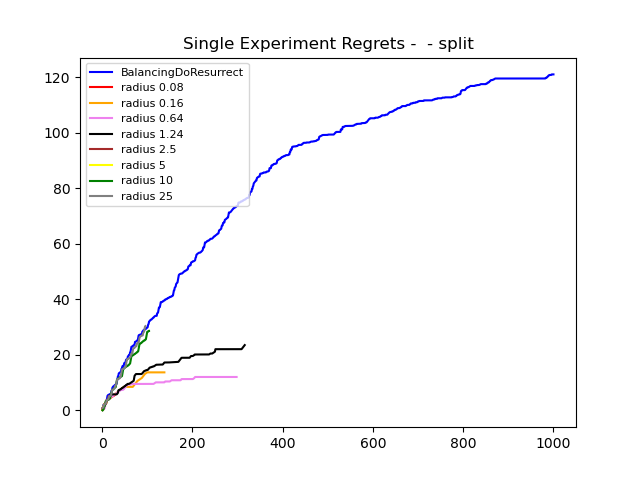 Single Experiment Regrets -  - split
120
100
80
60
40
20
0
BalancingDoResurrect
radius 0.08
radius 0.16
radius 0.64
radius 1.24
radius 2.5
radius 5
radius 10
radius 25
0 200 400 600 800 1000